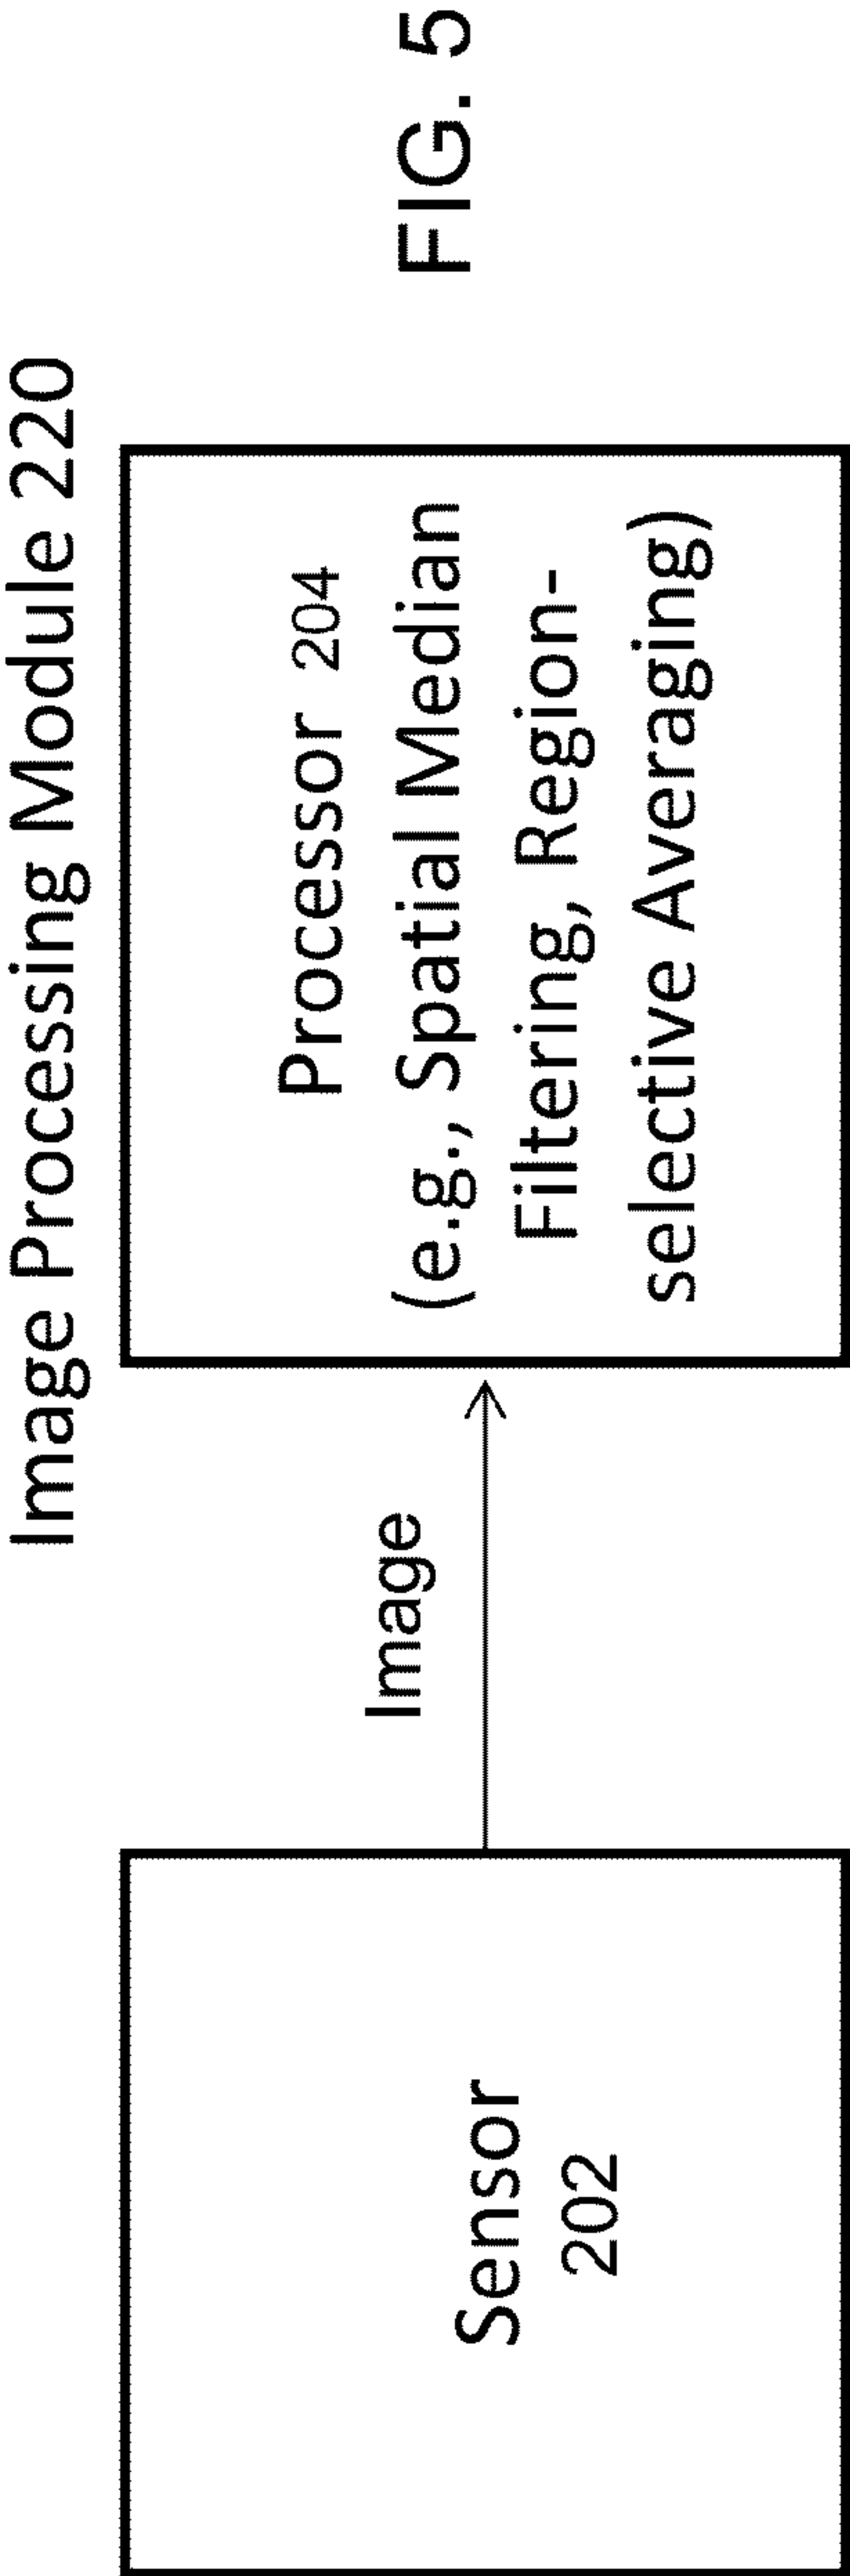 Image Processing Module 220
Sensor
202
Image
Processor 204
(e.g., Spatial Median
Filtering, Region-
selective Averaging)
FIG. 5